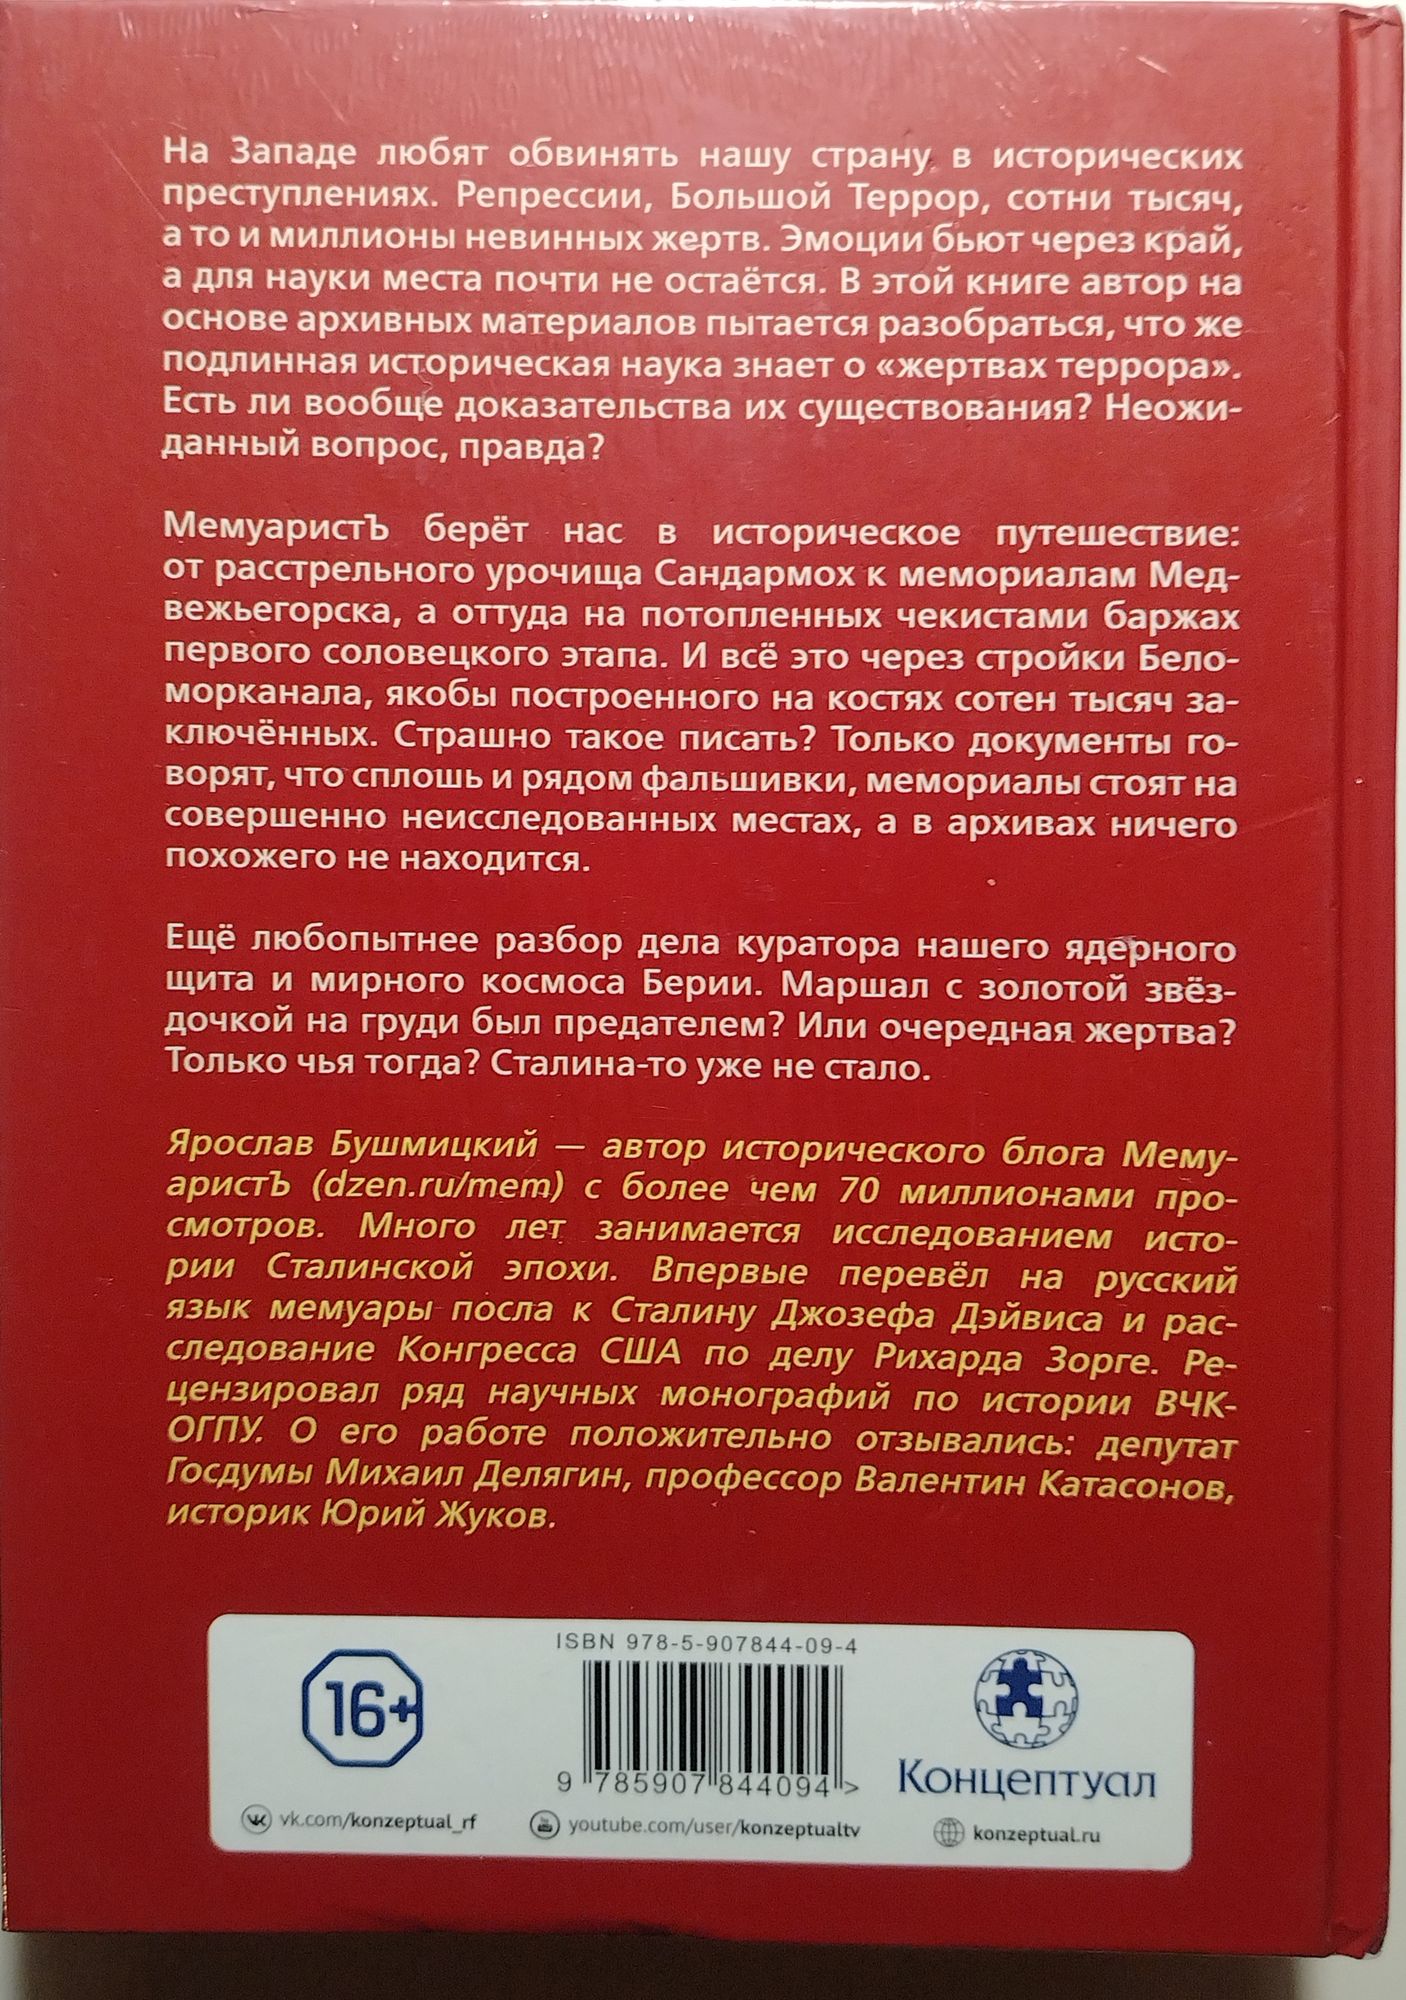 На Западе любят обвинять нашу страну в исторических
преступлениях. Репрессии, Большой Террор, сотни тысяч,
а то и миллионы невинных жертв. Эмоции бьют через край,
а для науки места почти не остаётся. В этой книге автор на
основе архивных материалов пытается разобраться, что же
подлинная историческая наука знает о «жертвах террора».
Есть ли вообще доказательства их существования? Неожи-
данный вопрос, правда?
МемуаристЪ берёт нас в историческое путешествие:
от расстрельного урочища Сандармох к мемориалам Мед-
вежьегорска, а оттуда на потопленных чекистами баржах
первого соловецкого этапа. И всё это через стройки Бело-
морканала, якобы построенного на костях сотен тысяч за-
ключённых. Страшно такое писать? Только документы го-
ворят, что сплошь и рядом фальшивки, мемориалы стоят на
совершенно неисследованных местах, а в архивах ничего
похожего не находится.
Ещё любопытнее разбор дела куратора нашего ядерного
щита и мирного космоса Берии. Маршал с золотой звёз-
дочкой на груди был предателем? Или очередная жертва?
Только чья тогда? Сталина-то уже не стало.
Ярослав Бушмицкий — автор исторического блога Мему-
аристЪ (dzen.ru/mem) с более чем 70 миллионами про-
смотров. Много лет занимается исследованием исто-
рии Сталинской эпохи. Впервые перевёл на русский
язык мемуары посла к Сталину Джозефа Дэйвиса и рас-
следование Конгресса США по делу Рихарда Зорге. Ре-
цензировал ряд научных монографий по истории ВЧК-
ОГПУ. О его работе положительно отзывались: депутат
Госдумы Михаил Делягин, профессор Валентин Катасонов,
историк Юрий Жуков.
16+
ISBN 978-5-907844-09-4
9 785907 844094 >
Концептуал
vk.com/konzeptual_rf
youtube.com/user/konzeptualtv
konzeptual.ru